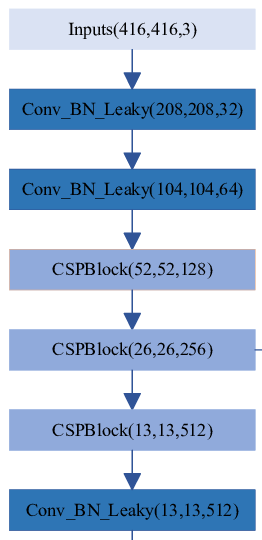 Inputs(416,416,3)
Conv_BN_Leaky(208,208,32)
Conv_BN_Leaky(104,104,64)
CSPBlock(52,52,128)
CSPBlock(26,26,256)
CSPBlock(13,13,512)
Conv_BN_Leaky(13,13,512)